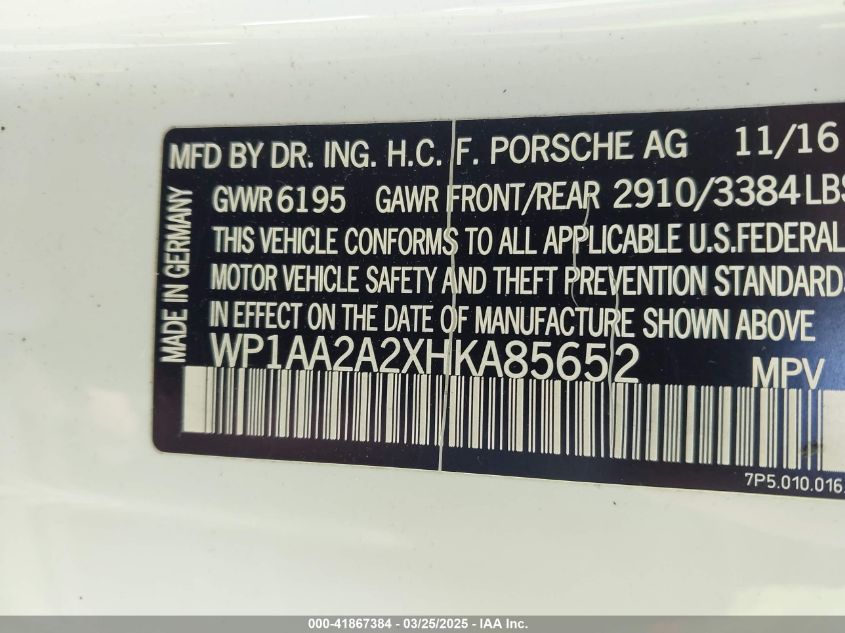 MFD BY DR. ING. H.C. F. PORSCHE AG 11/16
GVWR 6195 GAWR FRONT/REAR 2910/3384 LBS
THIS VEHICLE CONFORMS TO ALL APPLICABLE U.S. FEDERAL
MOTOR VEHICLE SAFETY AND THEFT PREVENTION STANDARDS
IN EFFECT ON THE DATE OF MANUFACTURE SHOWN ABOVE
WP1AA2A2XHKA85652 MPV
7P5.010.016.
MADE IN GERMANY
000-41867384 | 03/25/2025 - IAA Inc.